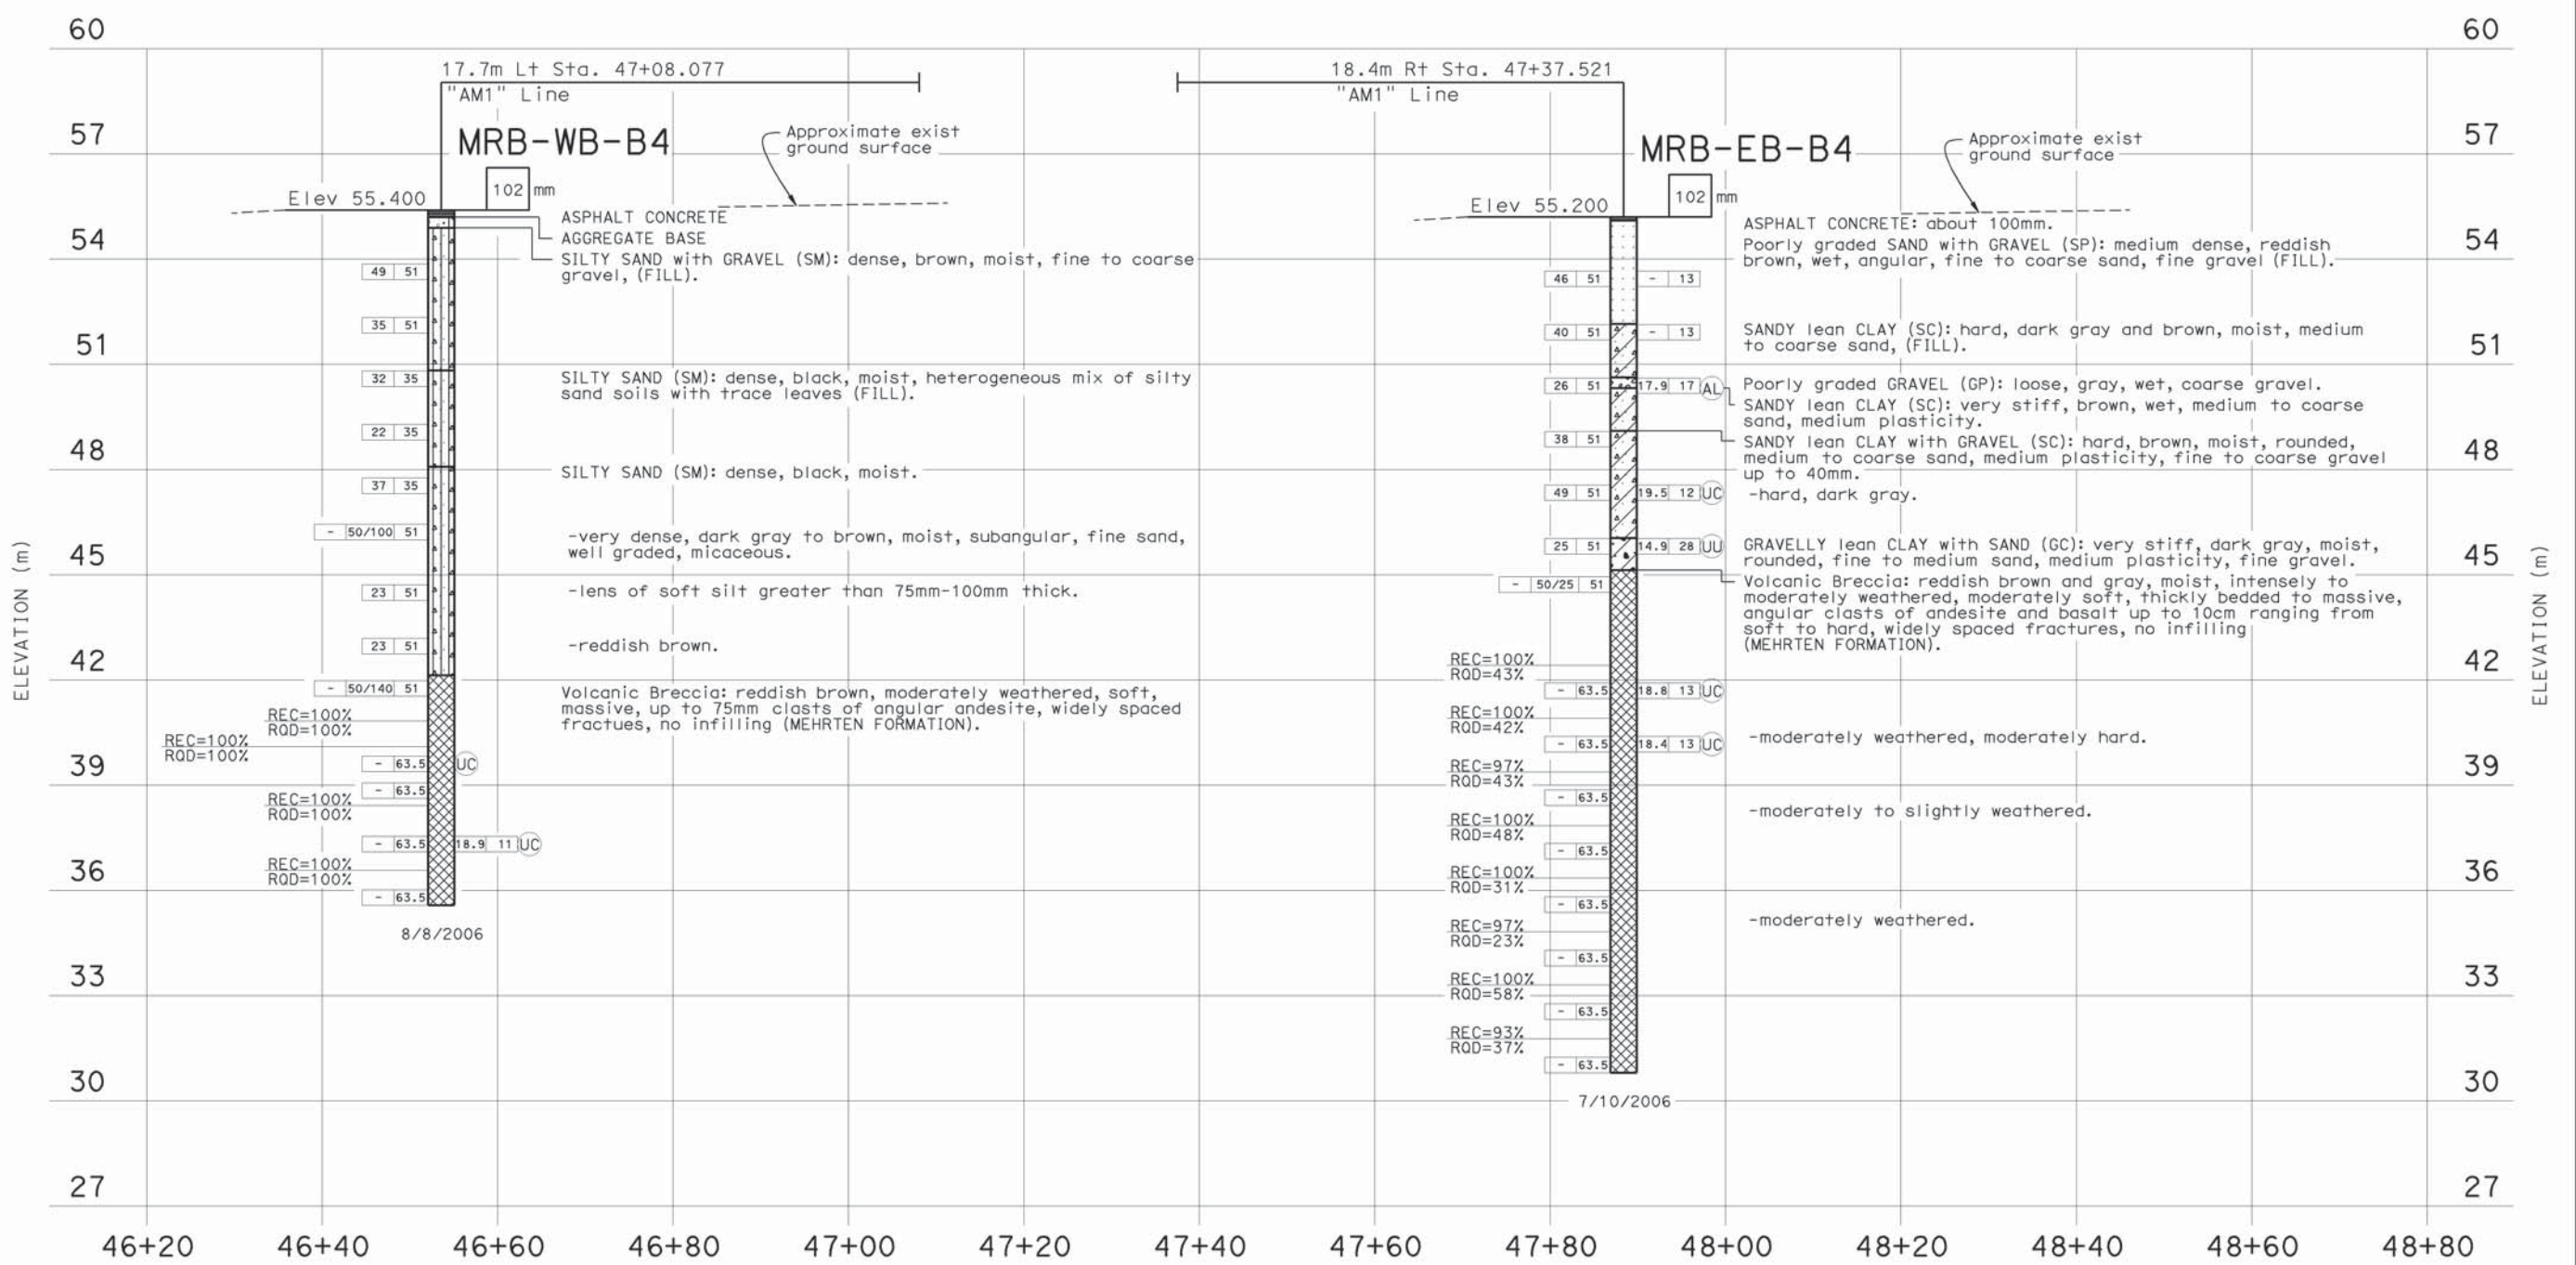 60
60
17.7m Lt Sta. 47+08.077
"AM1" Line
18.4m Rt Sta. 47+37.521
"AM1" Line
57
57
MRB-WB-B4
Approximate exist
ground surface
102 mm
Elev 55.400
MRB-EB-B4
Approximate exist
ground surface
102 mm
Elev 55.200
54
54
ASPHALT CONCRETE
AGGREGATE BASE
SILTY SAND with GRAVEL (SM): dense, brown, moist, fine to coarse
gravel, (FILL).
49 51
35 51
51
51
32 35
SILTY SAND (SM): dense, black, moist, heterogeneous mix of silty
sand soils with trace leaves (FILL).
22 35
48
48
SILTY SAND (SM): dense, black, moist.
37 35
- 50/100 51
-very dense, dark gray to brown, moist, subangular, fine sand,
well graded, micaceous.
45
45
23 51
-lens of soft silt greater than 75mm-100mm thick.
23 51
-reddish brown.
42
42
- 50/140 51
Volcanic Breccia: reddish brown, moderately weathered, soft,
massive, up to 75mm clasts of angular andesite, widely spaced
fractues, no infilling (MEHRTEN FORMATION).
REC=100%
RQD=100%
REC=100%
RQD=100%
39
39
- 63.5 UC
- 63.5
REC=100%
RQD=100%
- 63.5 18.9 11 UC
REC=100%
RQD=100%
36
36
- 63.5
8/8/2006
ASPHALT CONCRETE: about 100mm.
Poorly graded SAND with GRAVEL (SP): medium dense, reddish
brown, wet, angular, fine to coarse sand, fine gravel (FILL).
46 51 - 13
40 51 - 13
SANDY lean CLAY (SC): hard, dark gray and brown, moist, medium
to coarse sand, (FILL).
26 51 17.9 17 AL
Poorly graded GRAVEL (GP): loose, gray, wet, coarse gravel.
SANDY lean CLAY (SC): very stiff, brown, wet, medium to coarse
sand, medium plasticity.
38 51
SANDY lean CLAY with GRAVEL (SC): hard, brown, moist, rounded,
medium to coarse sand, medium plasticity, fine to coarse gravel
up to 40mm.
49 51 19.5 12 UC
-hard, dark gray.
25 51 14.9 28 UU
GRAVELLY lean CLAY with SAND (GC): very stiff, dark gray, moist,
rounded, fine to medium sand, medium plasticity, fine gravel.
- 50/25 51
Volcanic Breccia: reddish brown and gray, moist, intensely to
moderately weathered, moderately soft, thickly bedded to massive,
angular clasts of andesite and basalt up to 10cm ranging from
soft to hard, widely spaced fractures, no infilling
(MEHRTEN FORMATION).
REC=100%
RQD=43%
- 63.5 18.8 13 UC
REC=100%
RQD=42%
- 63.5 18.4 13 UC
-moderately weathered, moderately hard.
REC=97%
RQD=43%
- 63.5
-moderately to slightly weathered.
REC=100%
RQD=48%
- 63.5
REC=100%
RQD=31%
- 63.5
-moderately weathered.
REC=97%
RQD=23%
- 63.5
33
33
REC=100%
RQD=58%
- 63.5
REC=93%
RQD=37%
- 63.5
30
30
7/10/2006
27
27
ELEVATION (m)
ELEVATION (m)
46+20 46+40 46+60 46+80 47+00 47+20 47+40 47+60 47+80 48+00 48+20 48+40 48+60 48+80